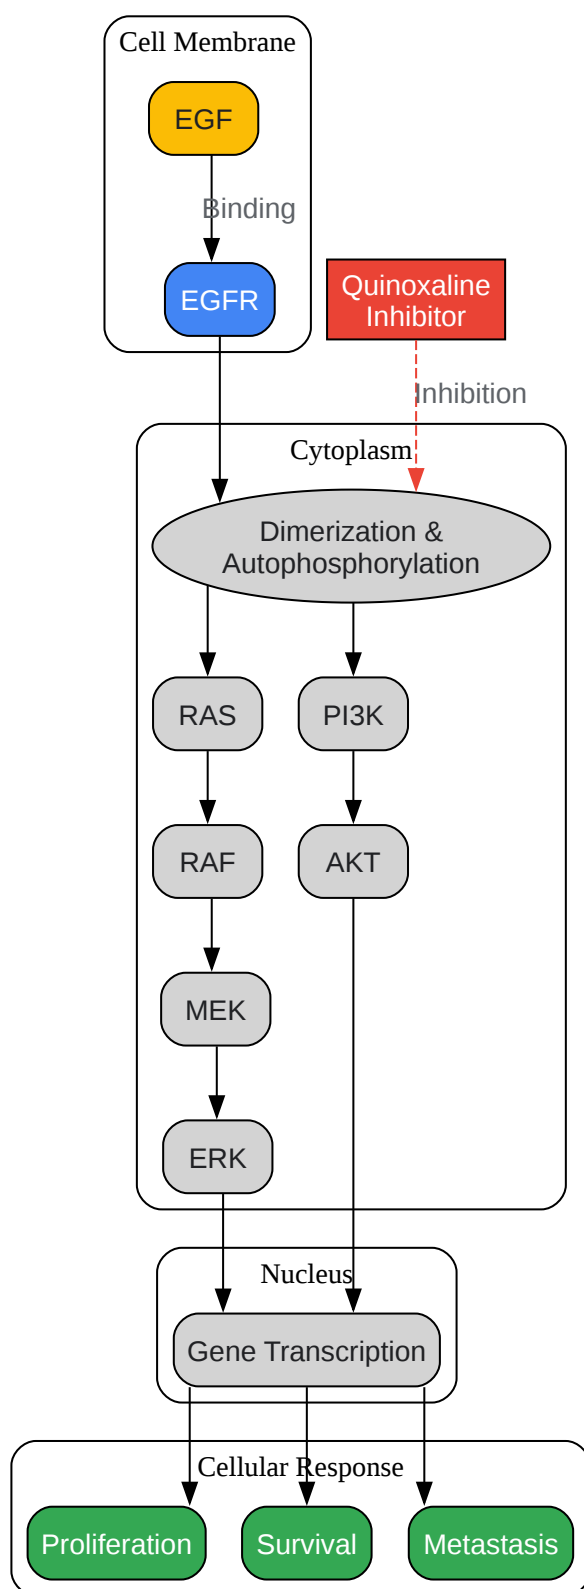 Cell Membrane
EGF
Binding
EGFR
Quinoxaline
Inhibitor
Inhibition
Cytoplasm
Dimerization &
Autophosphorylation
RAS
PI3K
RAF
AKT
MEK
ERK
Nucleus
Gene Transcription
Cellular Response
Proliferation
Survival
Metastasis